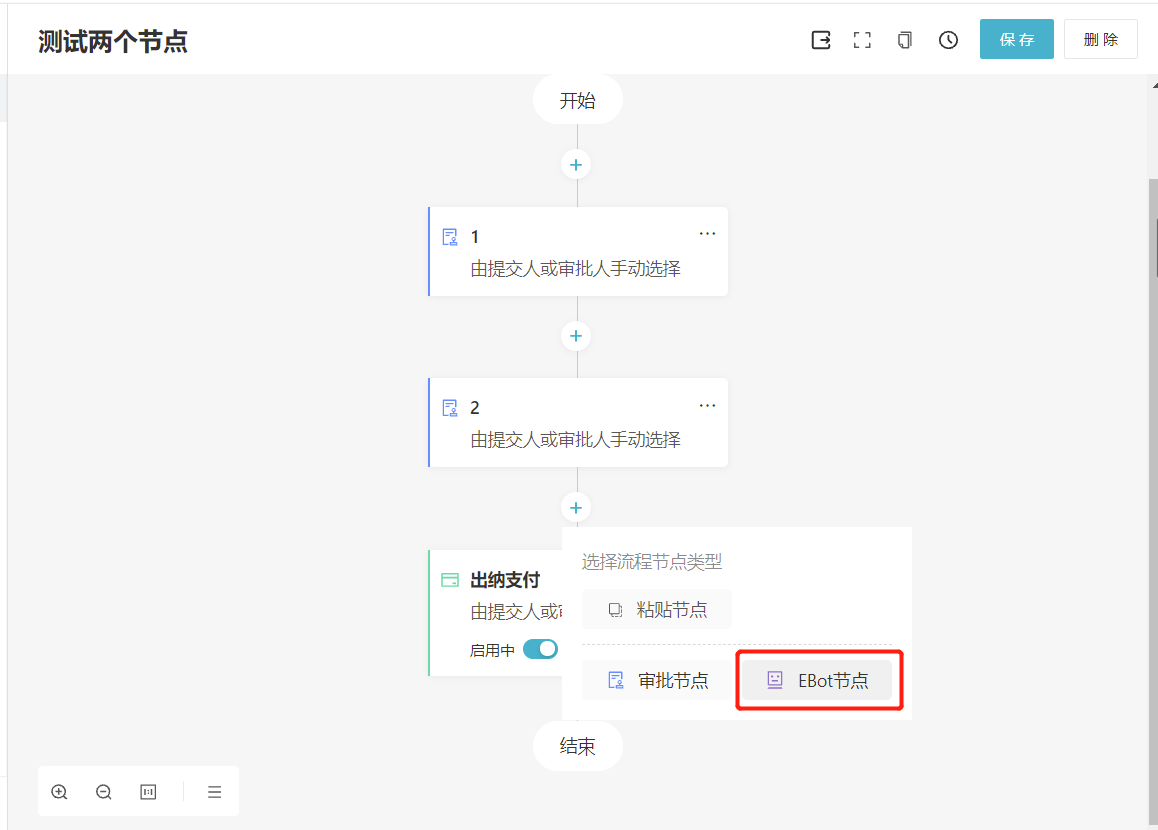 测试两个节点
保存 删除
开始
1
由提交人或审批人手动选择
2
由提交人或审批人手动选择
选择流程节点类型
出纳支付
由提交人或
粘贴节点
启用中
审批节点 EBot节点
结束